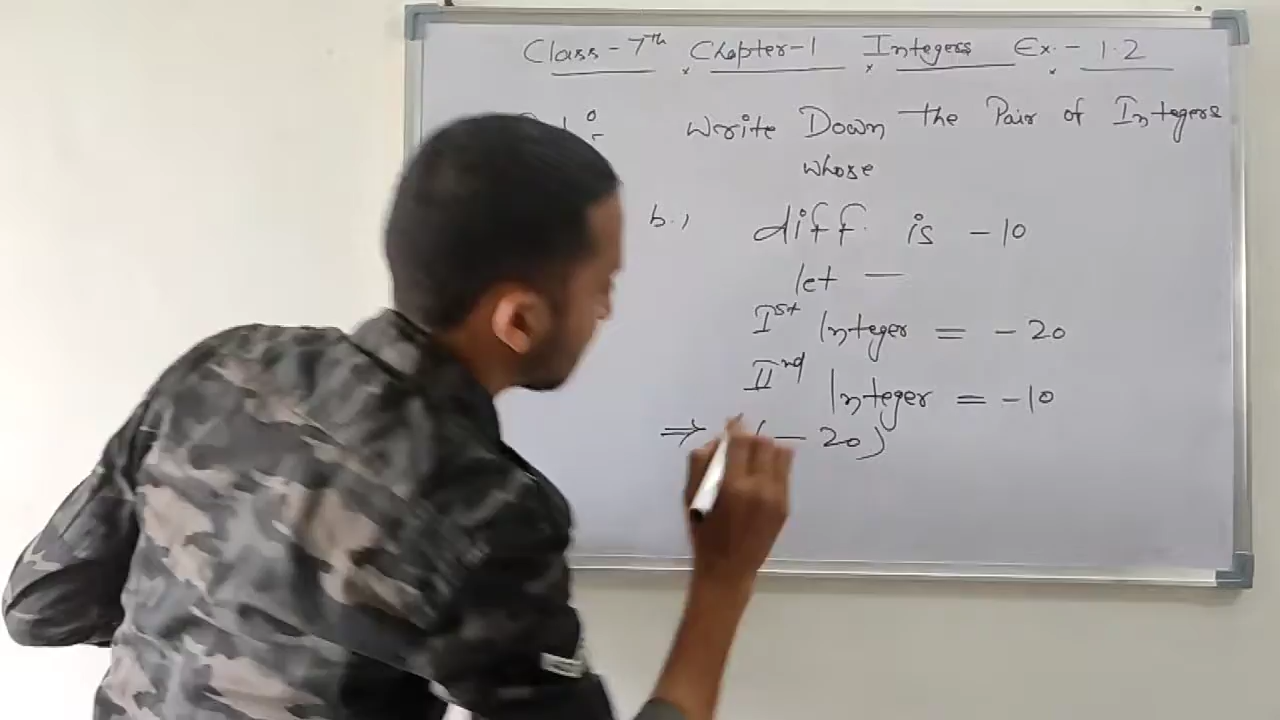 Class-7th Chapter-1 Integers Ex.-1.2
Write Down the Pair of Integers
whose
b.) diff. is -10
let —
Ist Integer = -20
IInd Integer = -10
⇒ (-20)